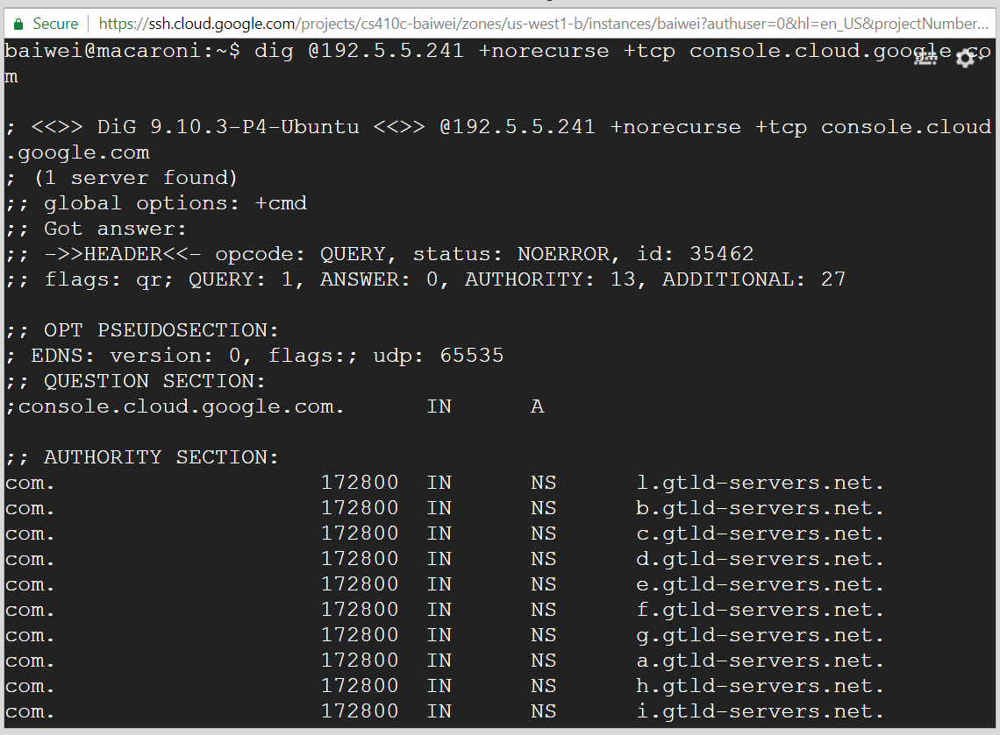 Secure | https://ssh.cloud.google.com/projects/cs410c-baiwei/zones/us-west1-b/instances/baiwei?authuser=0&hl=en_US&projectNumber...
baiwei@macaroni:~$ dig @192.5.5.241 +norecurse +tcp console.cloud.google.co
m
; <<>> DiG 9.10.3-P4-Ubuntu <<>> @192.5.5.241 +norecurse +tcp console.cloud
.google.com
; (1 server found)
;; global options: +cmd
;; Got answer:
;; ->>HEADER<<- opcode: QUERY, status: NOERROR, id: 35462
;; flags: qr; QUERY: 1, ANSWER: 0, AUTHORITY: 13, ADDITIONAL: 27
;; OPT PSEUDOSECTION:
; EDNS: version: 0, flags:; udp: 65535
;; QUESTION SECTION:
;console.cloud.google.com. IN A
;; AUTHORITY SECTION:
com. 172800 IN NS l.gtld-servers.net.
com. 172800 IN NS b.gtld-servers.net.
com. 172800 IN NS c.gtld-servers.net.
com. 172800 IN NS d.gtld-servers.net.
com. 172800 IN NS e.gtld-servers.net.
com. 172800 IN NS f.gtld-servers.net.
com. 172800 IN NS g.gtld-servers.net.
com. 172800 IN NS a.gtld-servers.net.
com. 172800 IN NS h.gtld-servers.net.
com. 172800 IN NS i.gtld-servers.net.